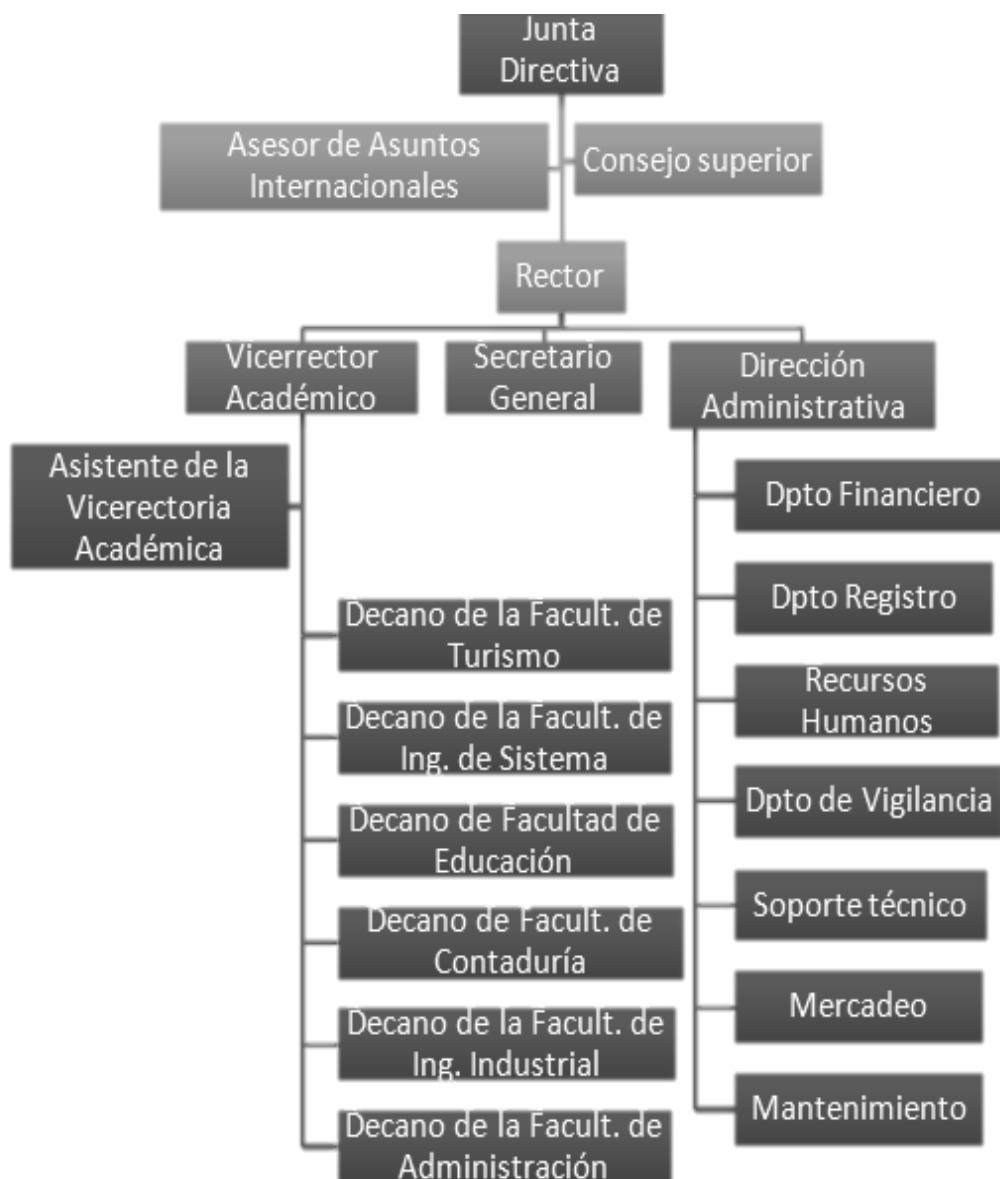 Junta
Directiva
Asesor de Asuntos
Internacionales
Consejo superior
Rector
Vicerrector
Académico
Secretario
General
Dirección
Administrativa
Asistente de la
Vicerectoria
Académica
Decano de la Facult. de
Turismo
Decano de la Facult. de
Ing. de Sistema
Decano de Facultad de
Educación
Decano de Facult. de
Contaduría
Decano de la Facult. de
Ing. Industrial
Decano de la Facult. de
Administración
Dpto Financiero
Dpto Registro
Recursos
Humanos
Dpto de Vigilancia
Soporte técnico
Mercadeo
Mantenimiento